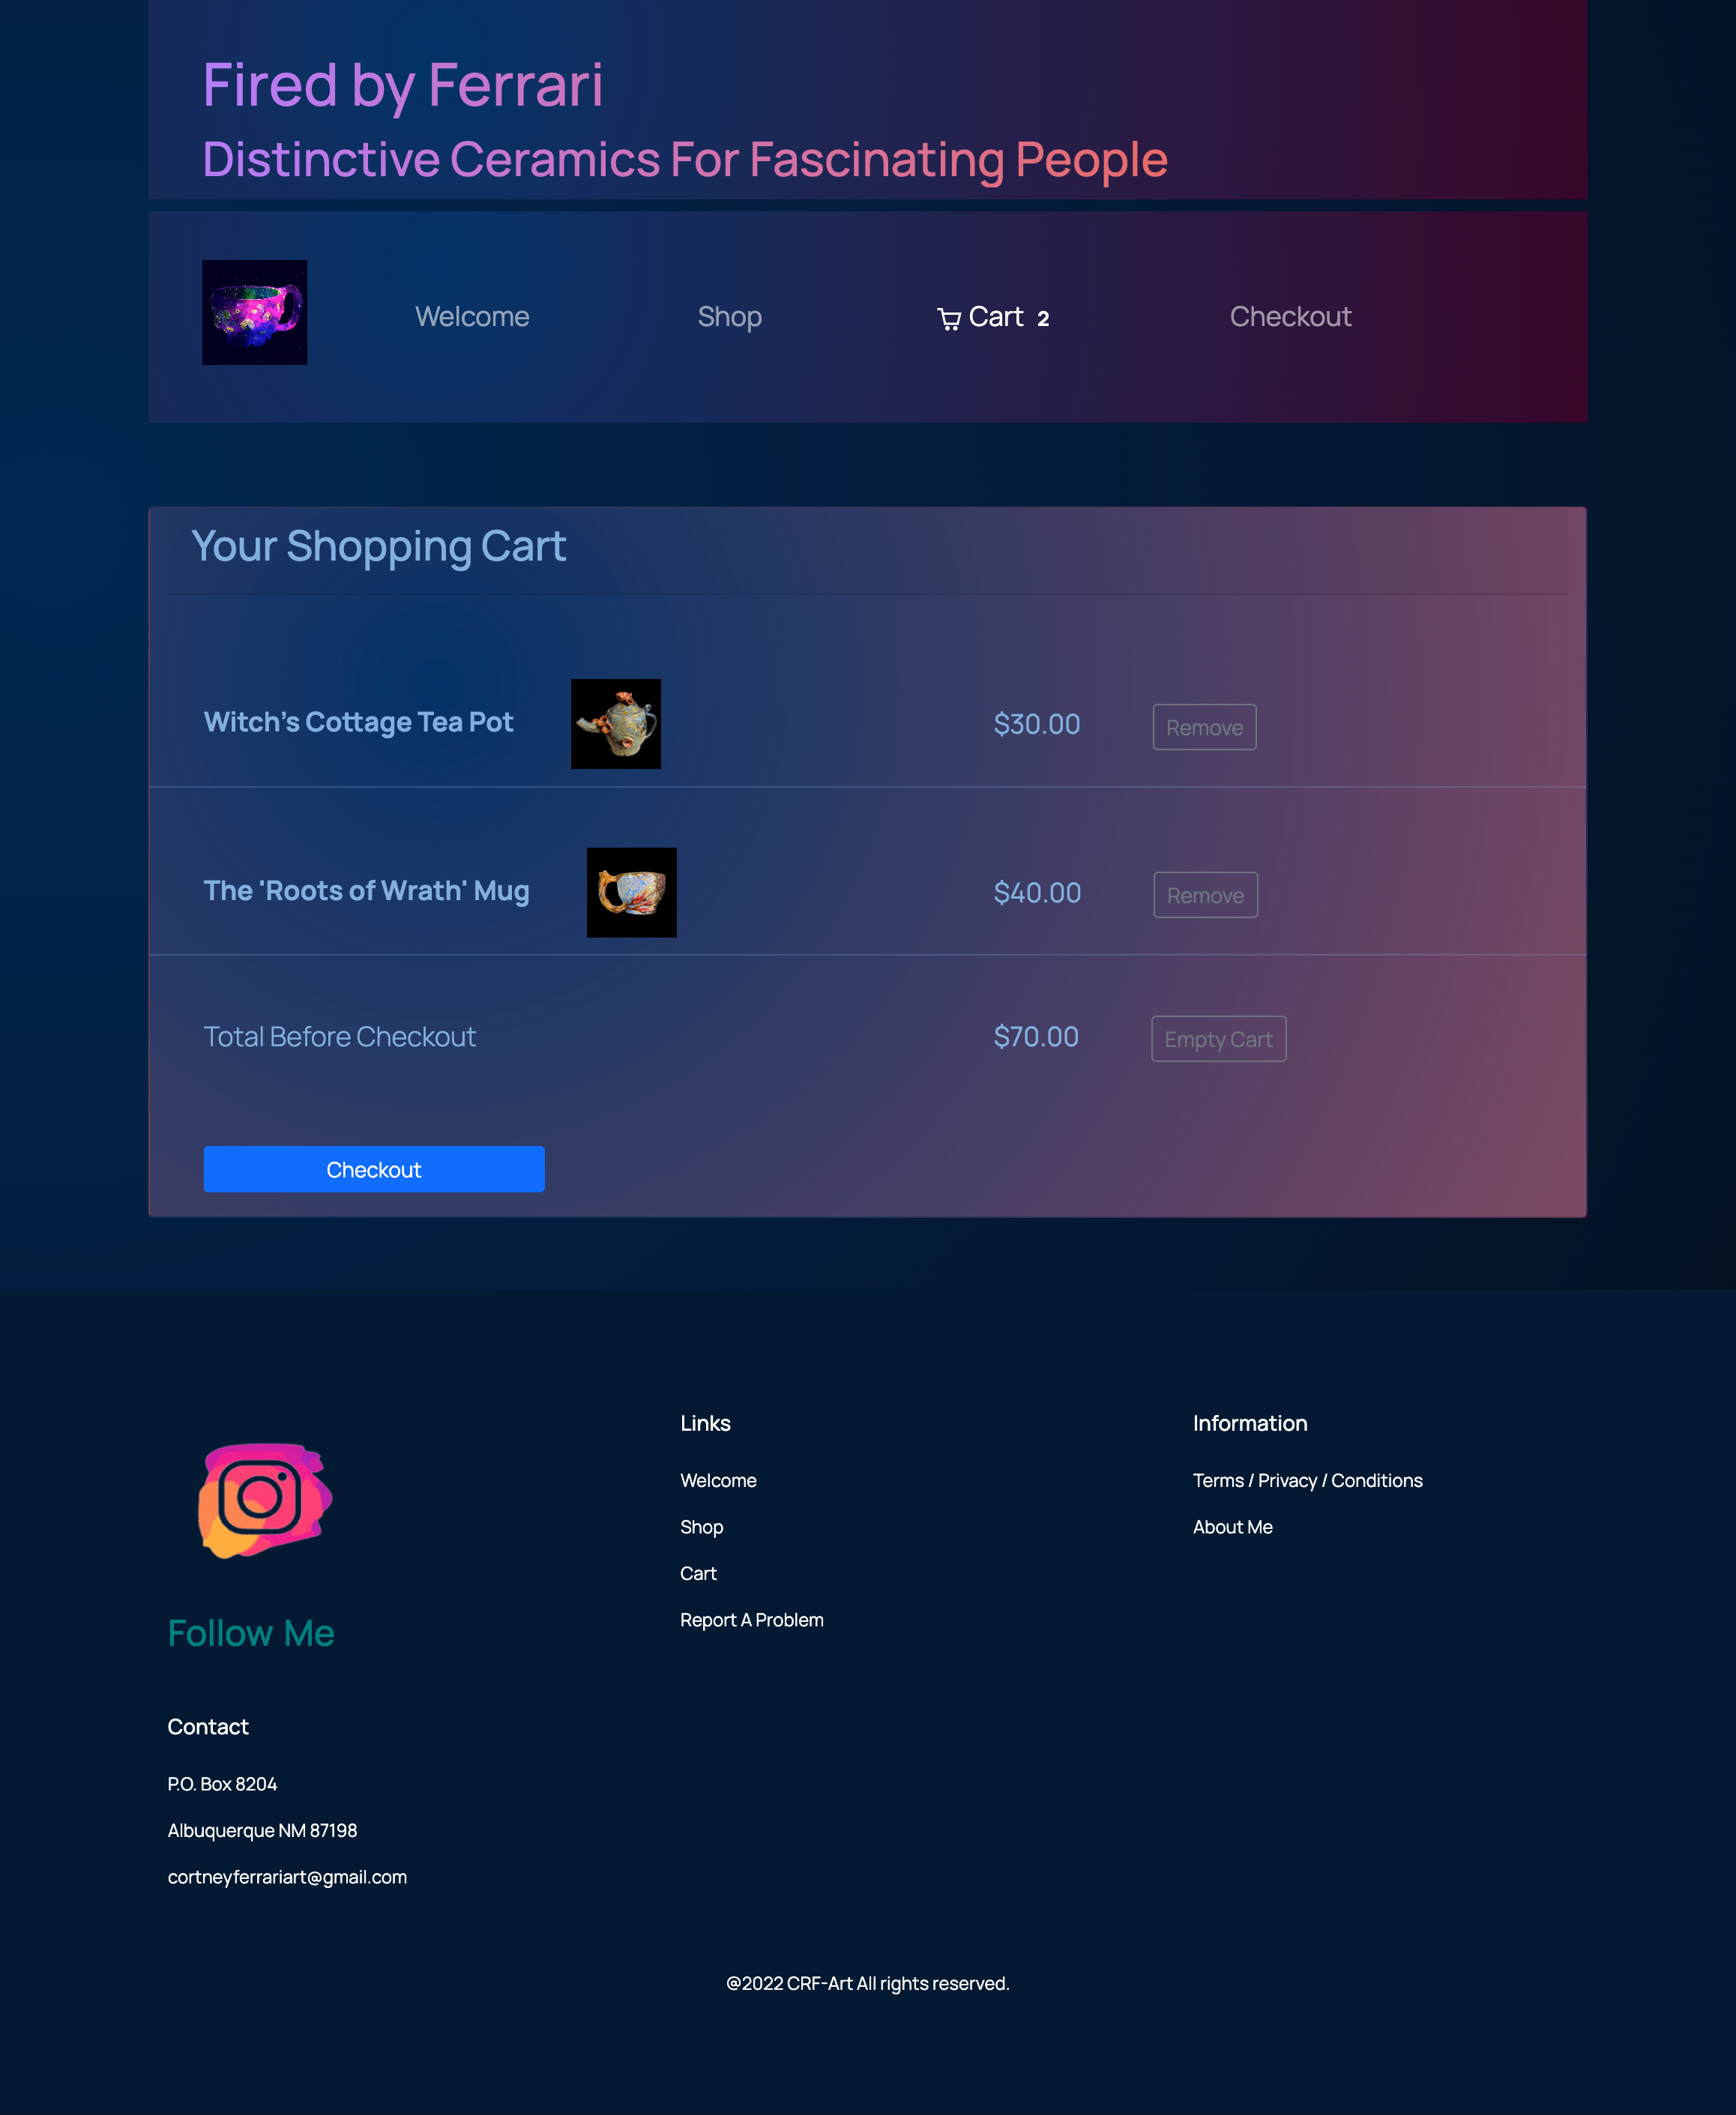 Fired by Ferrari
Distinctive Ceramics For Fascinating People
Welcome Shop Cart 2 Checkout
Your Shopping Cart
Witch's Cottage Tea Pot $30.00 Remove
The 'Roots of Wrath' Mug $40.00 Remove
Total Before Checkout $70.00 Empty Cart
Checkout
Follow Me
Contact
P.O. Box 8204
Albuquerque NM 87198
cortneyferrariart@gmail.com
Links
Welcome
Shop
Cart
Report A Problem
Information
Terms / Privacy / Conditions
About Me
@2022 CRF-Art All rights reserved.